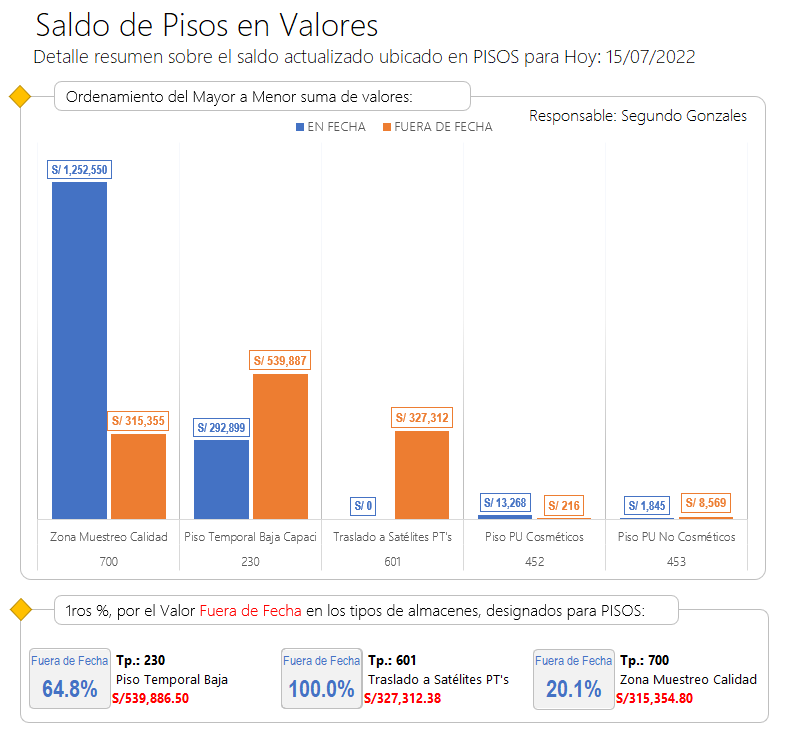 Saldo de Pisos en Valores
Detalle resumen sobre el saldo actualizado ubicado en PISOS para Hoy: 15/07/2022
Ordenamiento del Mayor a Menor suma de valores:
Responsable: Segundo Gonzales
EN FECHA FUERA DE FECHA
S/ 1,252,550
S/ 315,355
S/ 292,899
S/ 539,887
S/ 0
S/ 327,312
S/ 13,268
S/ 216
S/ 1,845
S/ 8,569
Zona Muestreo Calidad
Piso Temporal Baja Capaci
Traslado a Satélites PT's
Piso PU Cosméticos
Piso PU No Cosméticos
700
230
601
452
453
1ros %, por el Valor Fuera de Fecha en los tipos de almacenes, designados para PISOS:
Fuera de Fecha
64.8%
Tp.: 230
Piso Temporal Baja
S/539,886.50
Fuera de Fecha
100.0%
Tp.: 601
Traslado a Satélites PT's
S/327,312.38
Fuera de Fecha
20.1%
Tp.: 700
Zona Muestreo Calidad
S/315,354.80